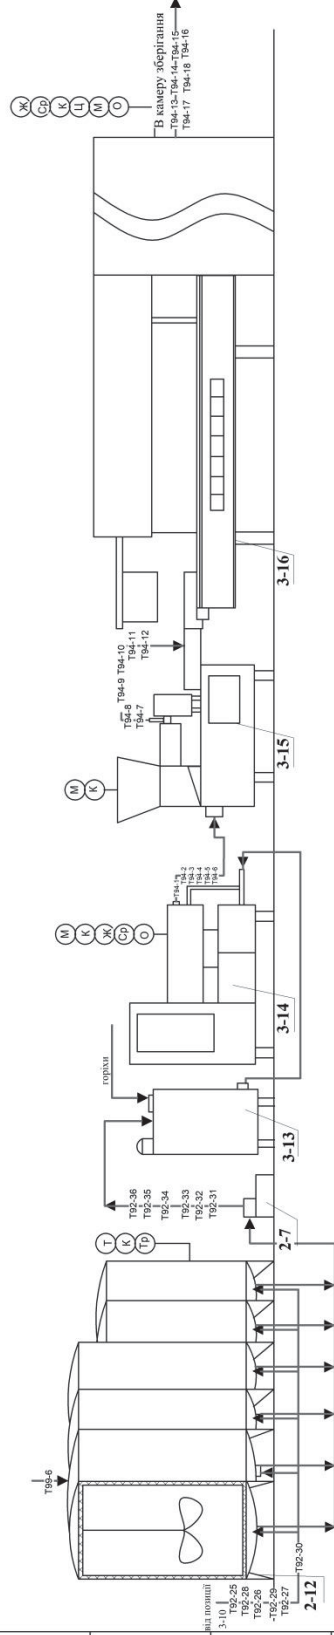 Ж
Ср
К
Ц
М
О
В камеру зберігання
Т94-13-Т94-14-Т94-15
Т94-17 Т94-18 Т94-16
3-16
Т94-9 Т94-10
Т94-11
Т94-12
Т94-8
Т94-7
М
К
3-15
Т94-1
Т94-2
Т94-3
Т94-4
Т94-5
Т94-6
М
К
Ж
Ср
О
3-14
горіхи
3-13
Т92-36
Т92-35
Т92-34
Т92-33
Т92-32
Т92-31
2-7
Т
К
Тр
Т99-6
від позиції
3-10
Т92-25
Т92-28
Т92-26
Т92-29
Т92-27
Т92-30
2-12